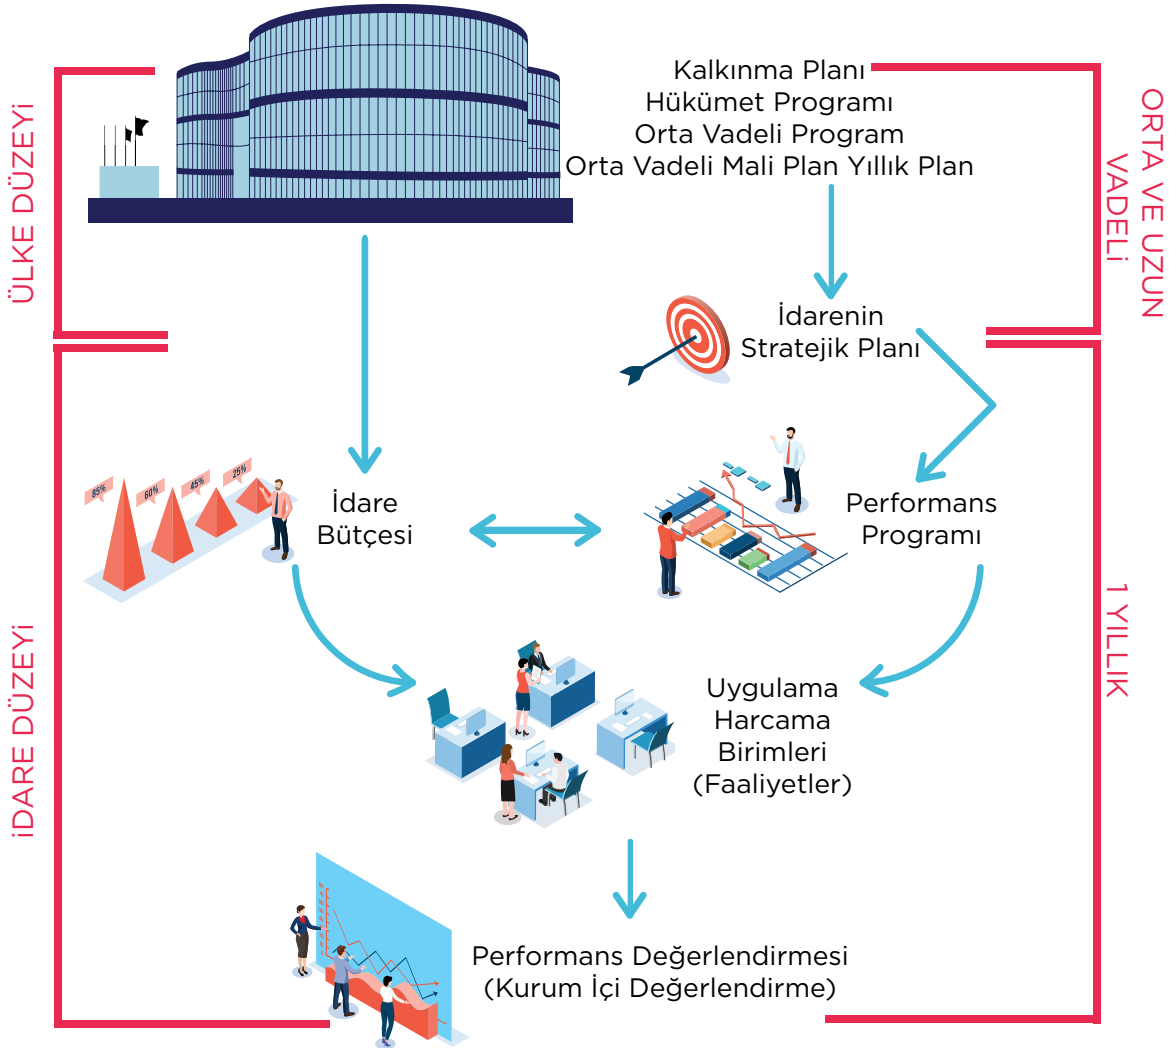 Kalkınma Planı
Hükümet Programı
Orta Vadeli Program
Orta Vadeli Mali Plan Yıllık Plan
ÜLKE DÜZEYİ
ORTA VE UZUN
VADELİ
İdarenin
Stratejik Planı
85%
60%
45%
25%
İdare
Bütçesi
Performans
Programı
İDARE DÜZEYİ
1 YILLIK
Uygulama
Harcama
Birimleri
(Faaliyetler)
Performans Değerlendirmesi
(Kurum İçi Değerlendirme)